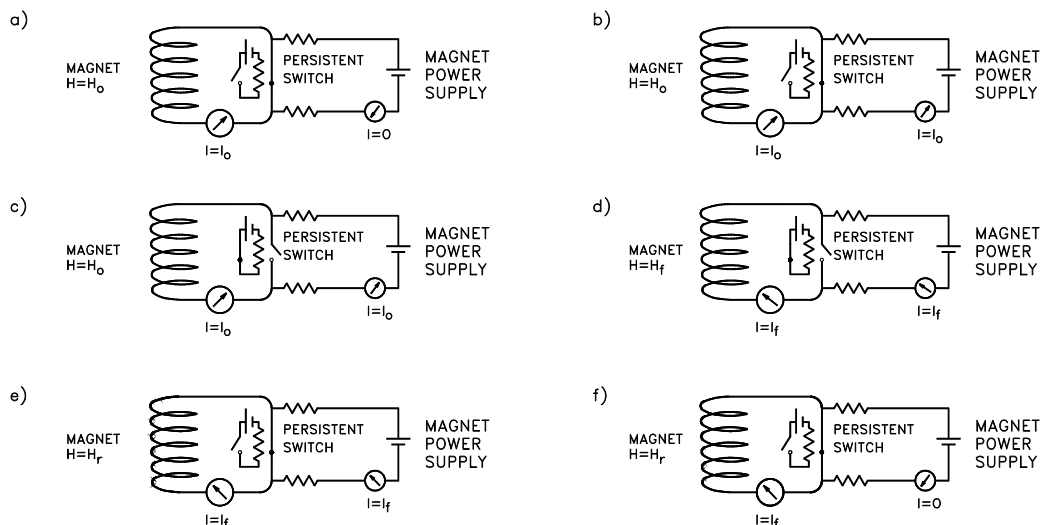 a)
MAGNET
H=Ho
PERSISTENT
SWITCH
MAGNET
POWER
SUPPLY
I=Io
I=0
b)
MAGNET
H=Ho
PERSISTENT
SWITCH
MAGNET
POWER
SUPPLY
I=Io
I=Io
c)
MAGNET
H=Ho
PERSISTENT
SWITCH
MAGNET
POWER
SUPPLY
I=Io
I=Io
d)
MAGNET
H=Hf
PERSISTENT
SWITCH
MAGNET
POWER
SUPPLY
I=If
I=If
e)
MAGNET
H=Hr
PERSISTENT
SWITCH
MAGNET
POWER
SUPPLY
I=If
I=If
f)
MAGNET
H=Hr
PERSISTENT
SWITCH
MAGNET
POWER
SUPPLY
I=If
I=0